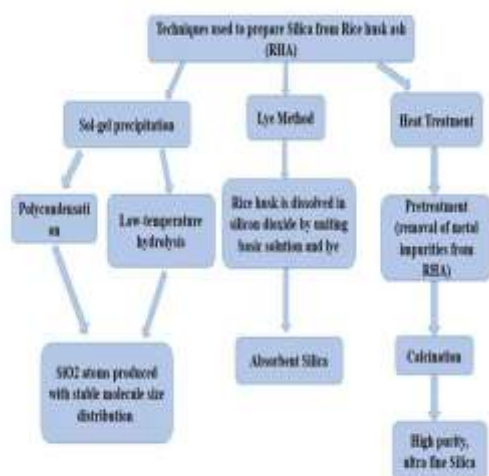 Techniques used to prepare Silica from Rice husk ash
(RHA)
Sol-gel precipitation
Lye Method
Heat Treatment
Polycondensati
on
Low-temperature
hydrolysis
Rice husk is dissolved in
silicon dioxide by uniting
basic solution and lye
Pretreatment
(removal of metal
impurities from
RHA)
SiO2 atoms produced
with stable molecule size
distribution
Absorbent Silica
Calcination
High purity,
ultra fine Silica